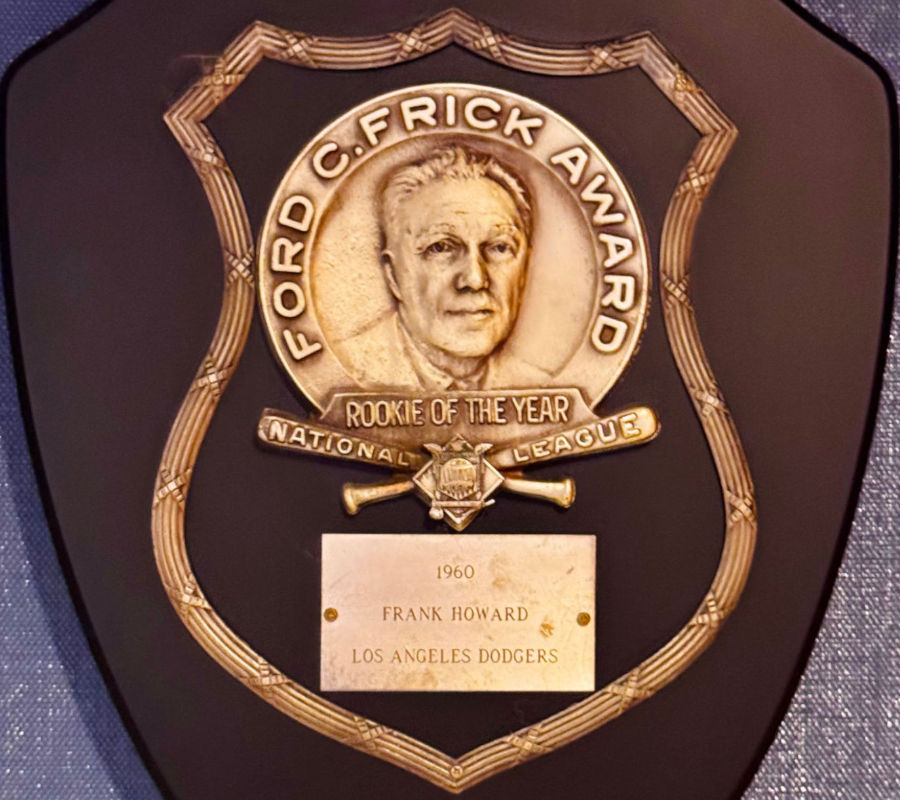 FORD C. FRICK AWARD
ROOKIE OF THE YEAR
NATIONAL LEAGUE
1960
FRANK HOWARD
LOS ANGELES DODGERS